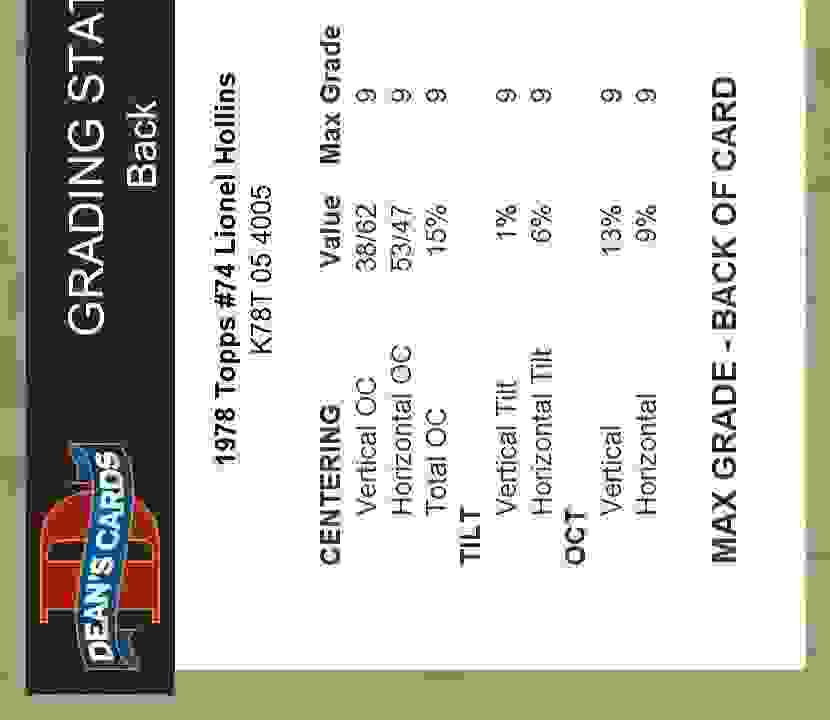 DEAN'S CARDS
GRADING STAT
Back
1978 Topps #74 Lionel Hollins
K78T 05 4005
CENTERING Value Max Grade
Vertical OC 38/62 9
Horizontal OC 53/47 9
Total OC 15% 9
TILT
Vertical Tilt 1% 9
Horizontal Tilt 6% 9
OCT
Vertical 13% 9
Horizontal 9% 9
MAX GRADE - BACK OF CARD